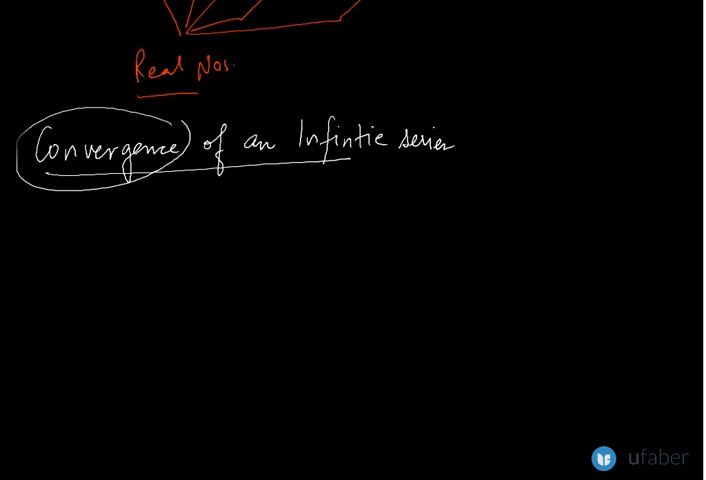 Real Nos.
Convergence of an Infintie series
ufaber